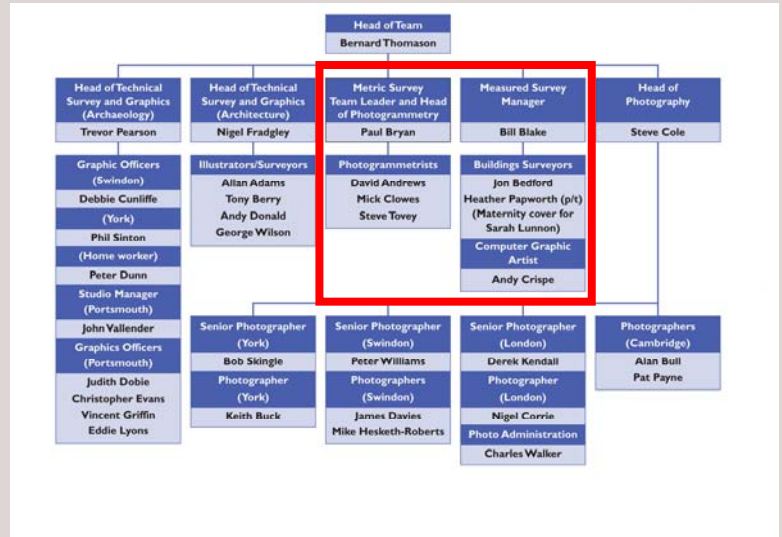 Head of Team
Bernard Thomason
Head of Technical
Survey and Graphics
(Archaeology)
Trevor Pearson
Graphic Officers
(Swindon)
Debbie Cunliffe
(York)
Phil Sinton
(Home worker)
Peter Dunn
Studio Manager
(Portsmouth)
John Vallender
Graphics Officers
(Portsmouth)
Judith Dobie
Christopher Evans
Vincent Griffin
Eddie Lyons
Head of Technical
Survey and Graphics
(Architecture)
Nigel Fradgley
Illustrators/Surveyors
Allan Adams
Tony Berry
Andy Donald
George Wilson
Metric Survey
Team Leader and Head
of Photogrammetry
Paul Bryan
Photogrammetrists
David Andrews
Mick Clowes
Steve Tovey
Measured Survey
Manager
Bill Blake
Buildings Surveyors
Jon Bedford
Heather Papworth (p/t)
(Maternity cover for
Sarah Lunnon)
Computer Graphic
Artist
Andy Crispe
Head of
Photography
Steve Cole
Senior Photographer
(York)
Bob Skingle
Photographer
(York)
Keith Buck
Senior Photographer
(Swindon)
Peter Williams
Photographers
(Swindon)
James Davies
Mike Hesketh-Roberts
Senior Photographer
(London)
Derek Kendall
Photographer
(London)
Nigel Corrie
Photo Administration
Charles Walker
Photographers
(Cambridge)
Alan Bull
Pat Payne